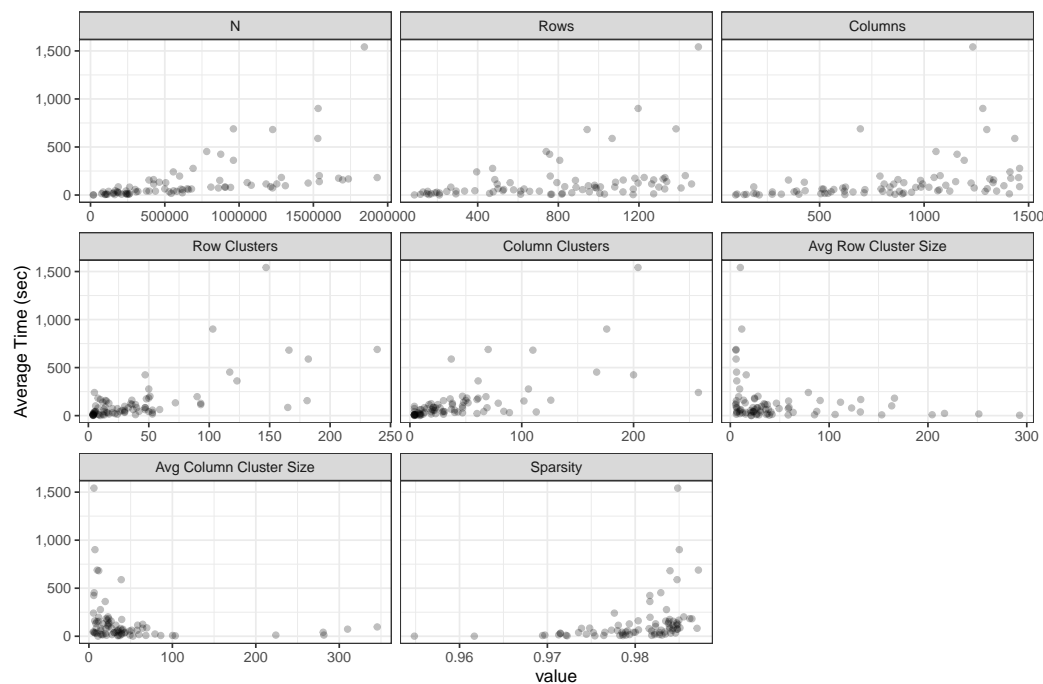 N Rows Columns
1,500
1,000
500
0
0 500000 1000000 1500000 2000000 400 800 1200 500 1000 1500
Row Clusters Column Clusters Avg Row Cluster Size
1,500
1,000
500
0
0 50 100 150 200 250 0 100 200 0 100 200 300
Average Time (sec)
Avg Column Cluster Size Sparsity
1,500
1,000
500
0
0 100 200 300 0.96 0.97 0.98
value